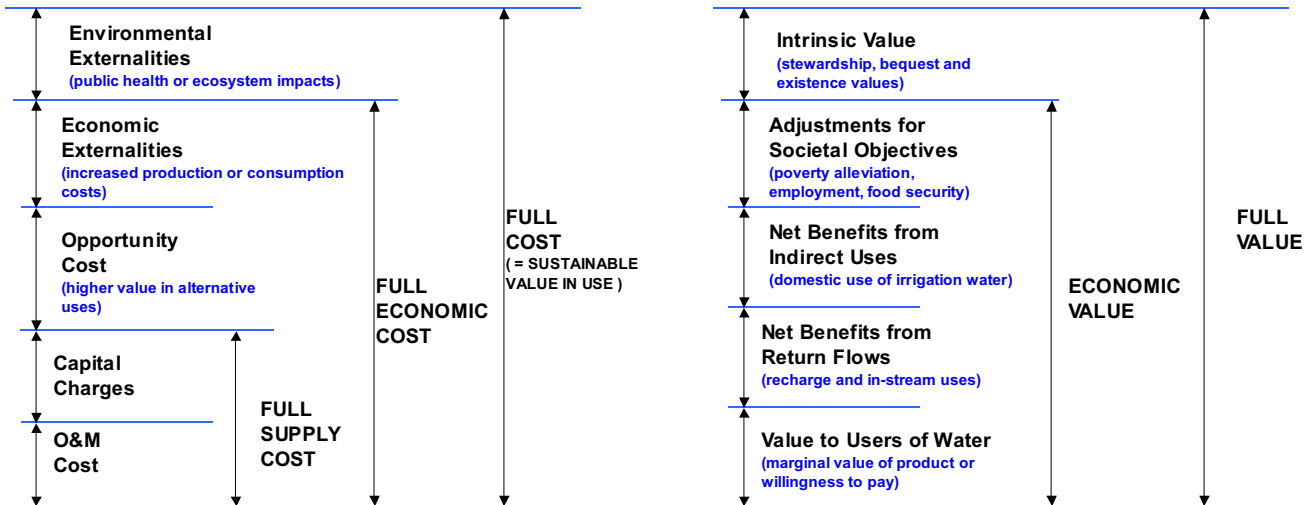 Environmental
Externalities
(public health or ecosystem impacts)
Economic
Externalities
(increased production or consumption
costs)
Opportunity
Cost
(higher value in alternative
uses)
Capital
Charges
O&M
Cost
FULL
SUPPLY
COST
FULL
ECONOMIC
COST
FULL
COST
( = SUSTAINABLE
VALUE IN USE )
Intrinsic Value
(stewardship, bequest and
existence values)
Adjustments for
Societal Objectives
(poverty alleviation,
employment, food security)
Net Benefits from
Indirect Uses
(domestic use of irrigation water)
Net Benefits from
Return Flows
(recharge and in-stream uses)
Value to Users of Water
(marginal value of product or
willingness to pay)
ECONOMIC
VALUE
FULL
VALUE